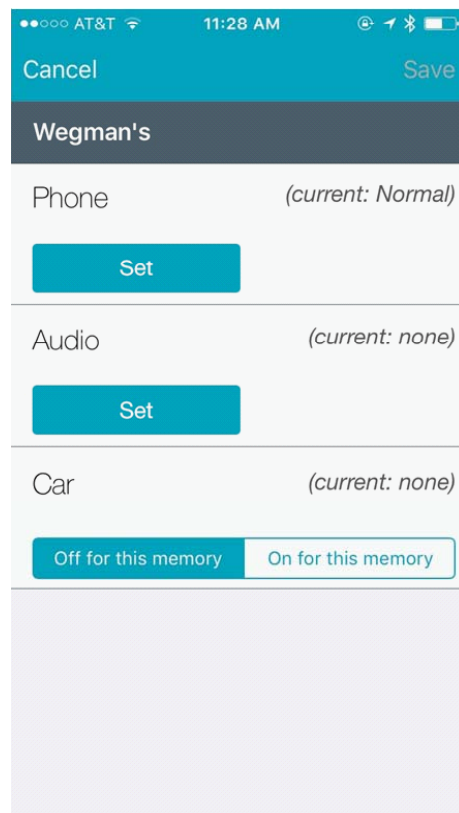 AT&T 11:28 AM
Cancel Save
Wegman's
Phone (current: Normal)
Set
Audio (current: none)
Set
Car (current: none)
Off for this memory On for this memory